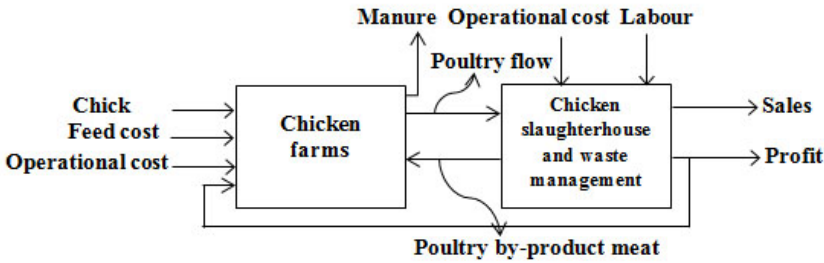 Manure Operational cost Labour
Poultry flow
Chick
Feed cost
Operational cost
Chicken
farms
Chicken
slaughterhouse
and waste
management
Sales
Profit
Poultry by-product meat